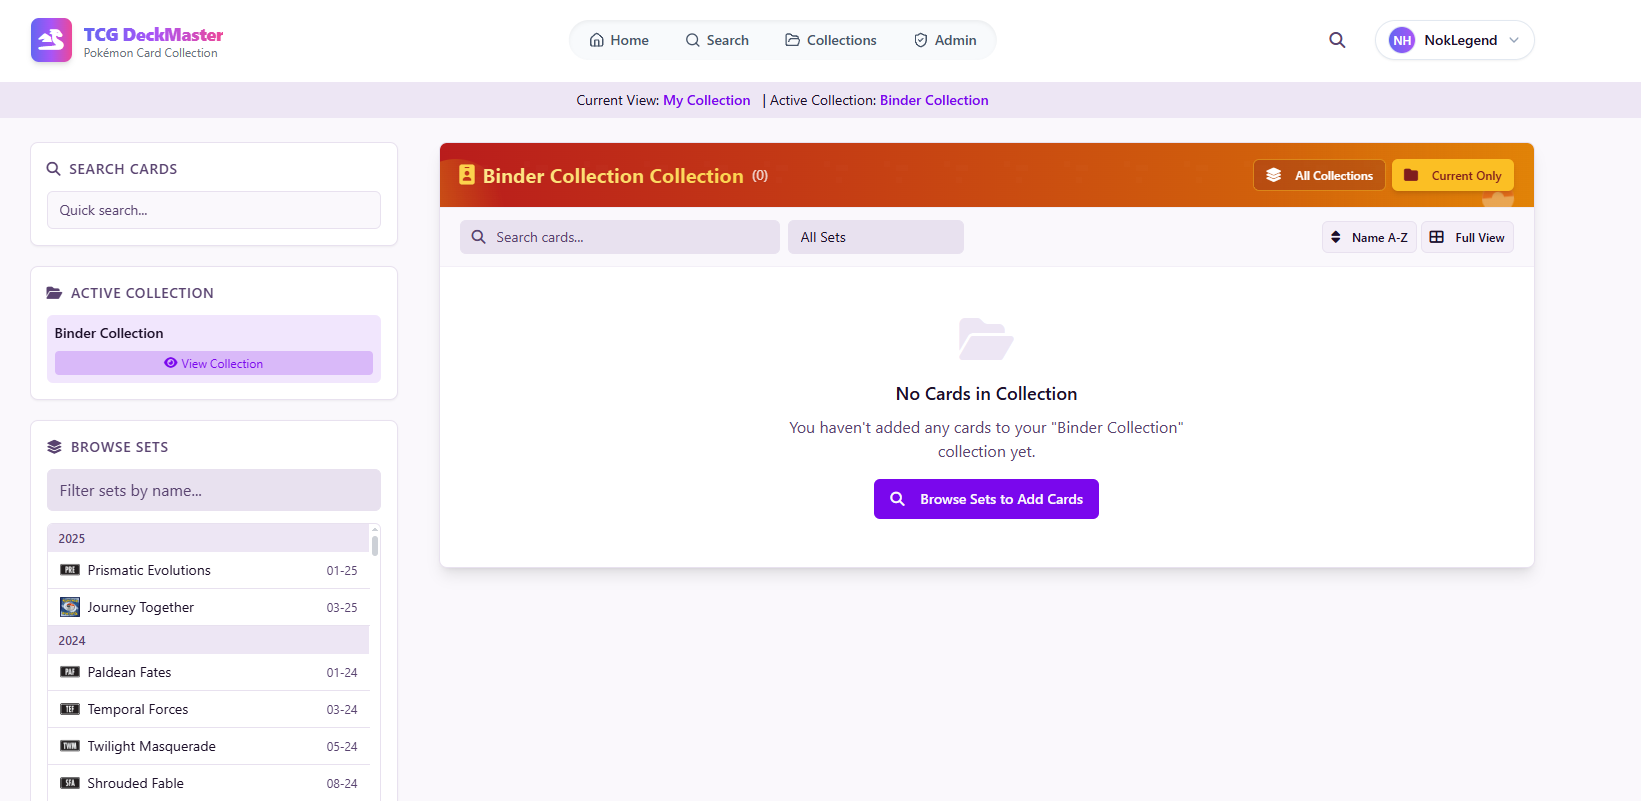 TCG DeckMaster
Pokémon Card Collection
Home
Search
Collections
Admin
NH
NokLegend
Current View: My Collection | Active Collection: Binder Collection
SEARCH CARDS
Quick search...
ACTIVE COLLECTION
Binder Collection
View Collection
BROWSE SETS
Filter sets by name...
2025
PRE Prismatic Evolutions 01-25
Journey Together 03-25
2024
PAF Paldean Fates 01-24
TEF Temporal Forces 03-24
TWM Twilight Masquerade 05-24
SFA Shrouded Fable 08-24
Binder Collection Collection (0)
All Collections
Current Only
Search cards...
All Sets
Name A-Z
Full View
No Cards in Collection
You haven't added any cards to your "Binder Collection"
collection yet.
Browse Sets to Add Cards